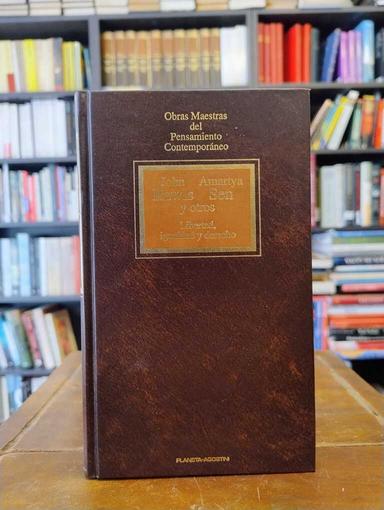 Obras Maestras
del
Pensamiento
Contemporáneo
John Amartya
Rawls Sen
y otros
Libertad,
igualdad y derecho
PLANETA-AGOSTINI